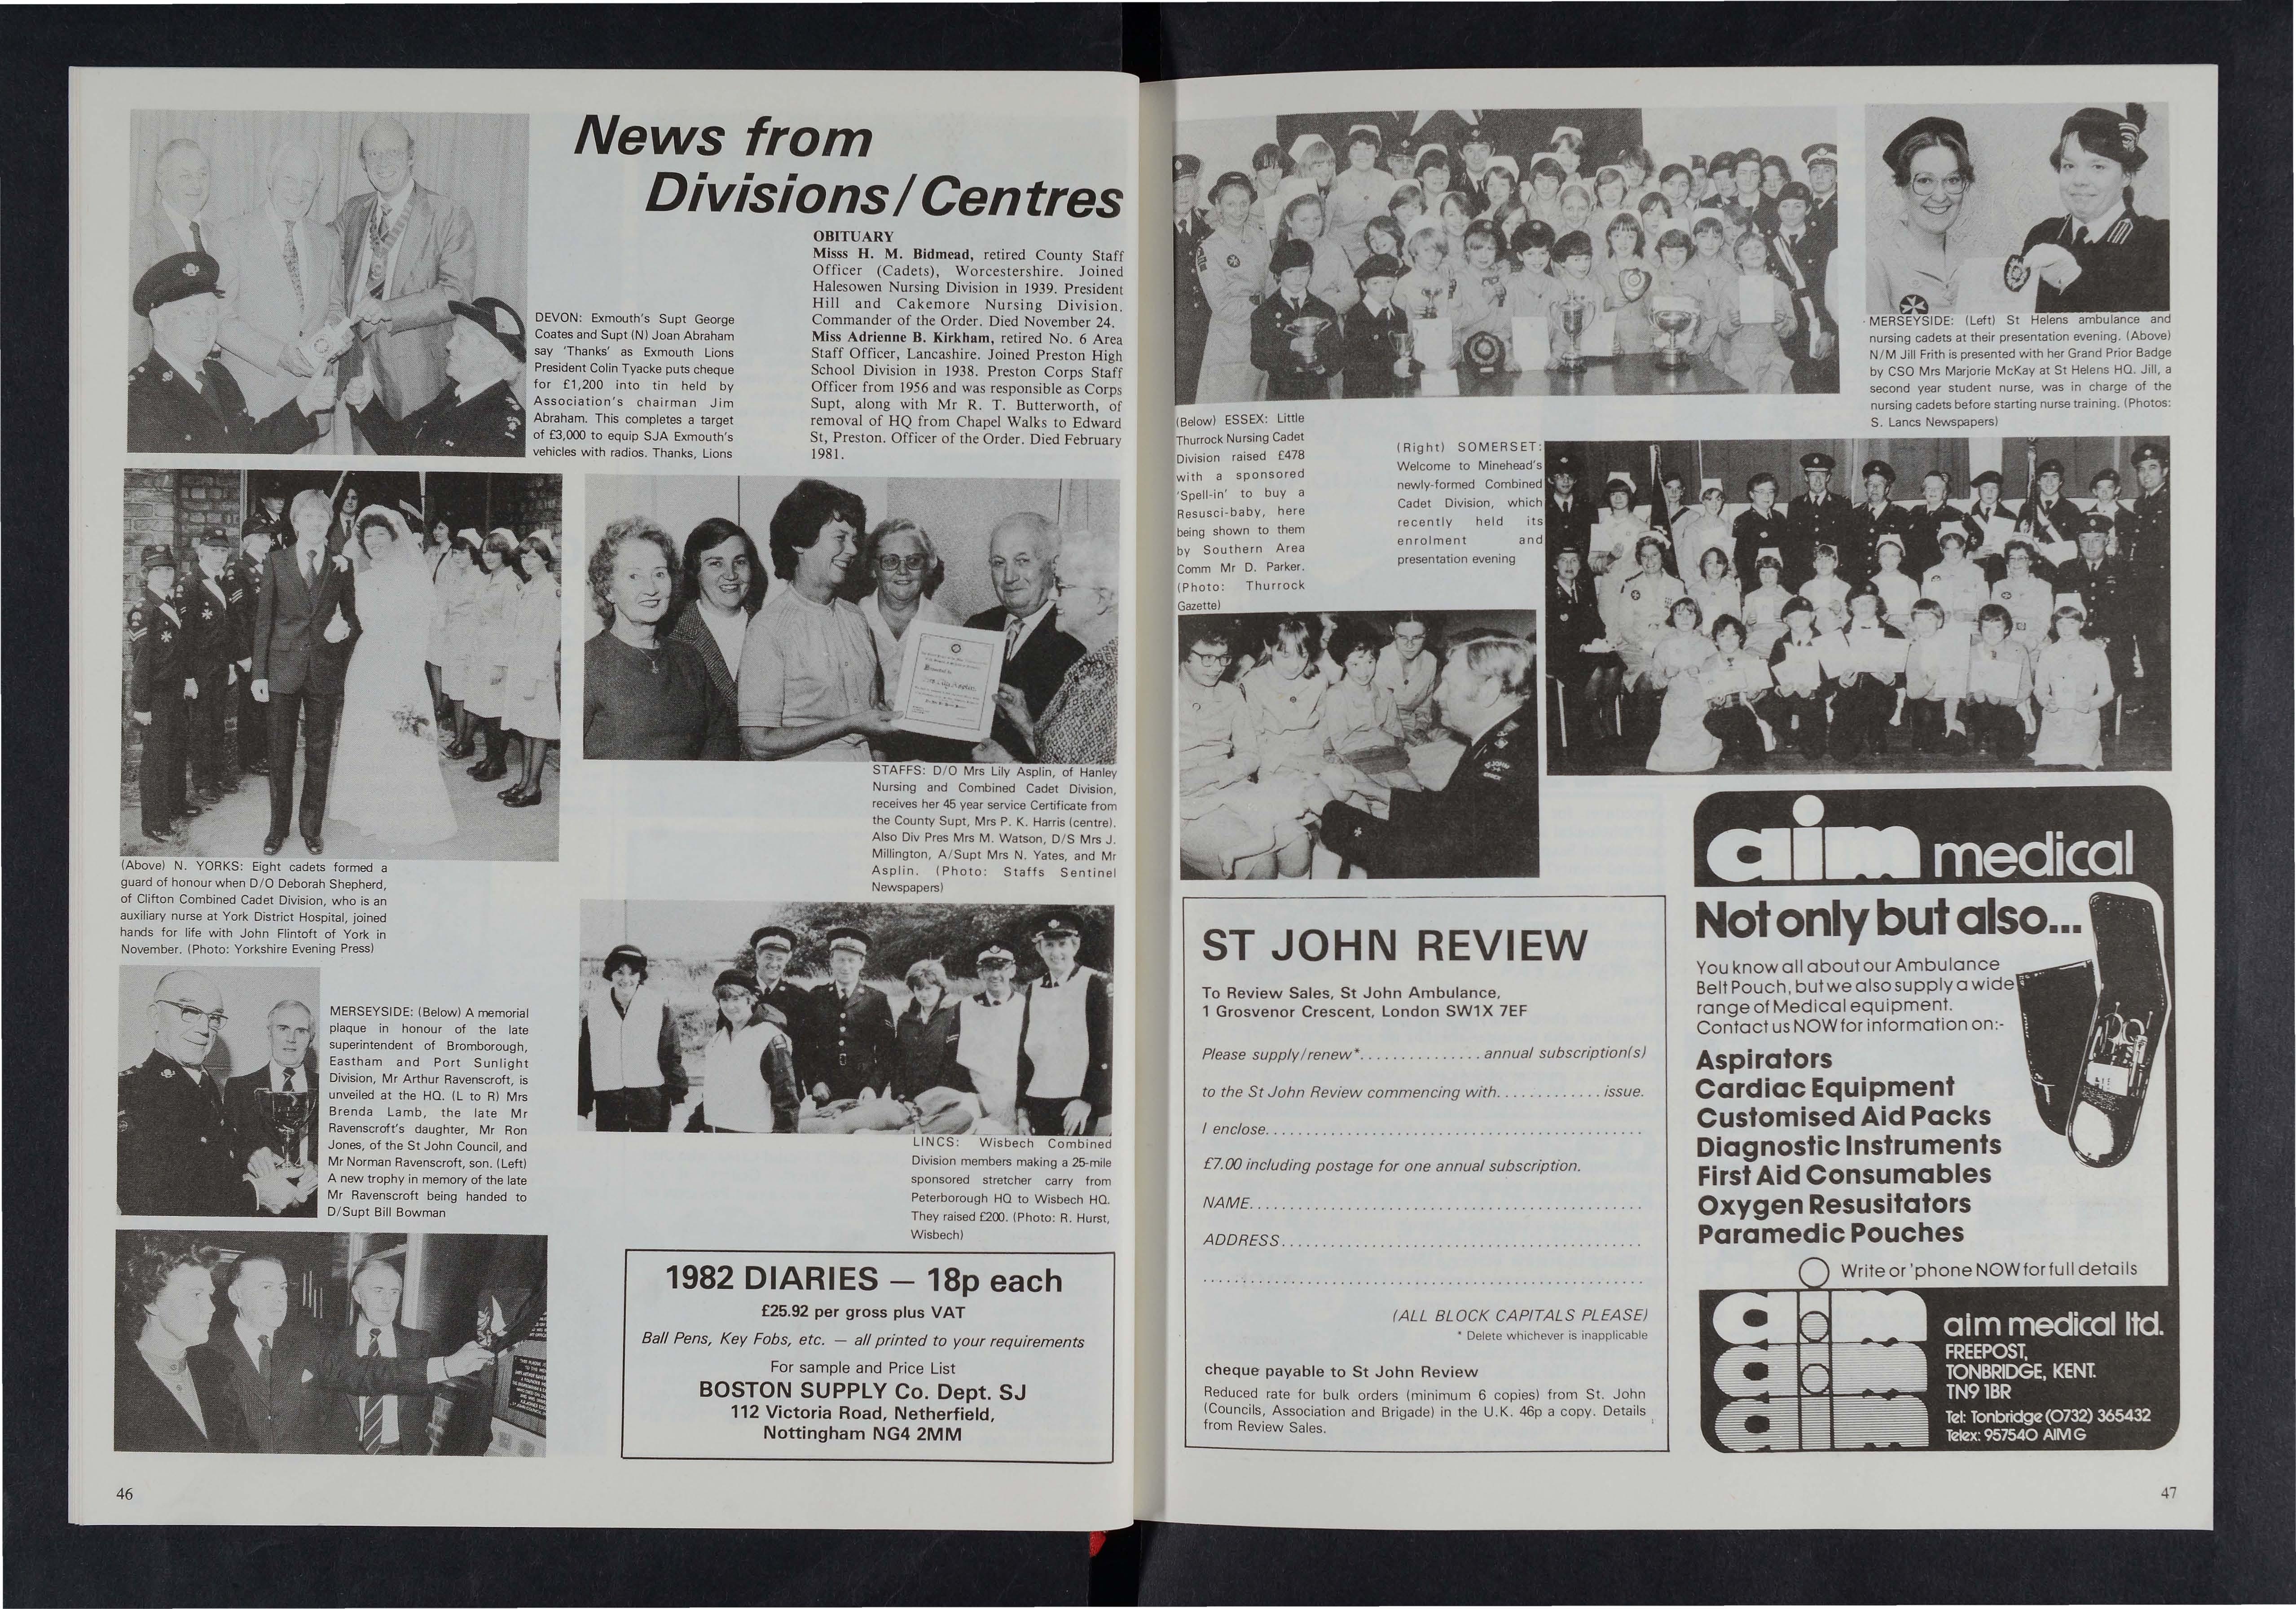 News from
Divisions/Centres
OBITUARY
Misss H. M. Bidmead, retired County Staff
Officer (Cadets), Worcestershire. Joined
Halesowen Nursing Division in 1939. President
Hill and Cakemore Nursing Division.
Commander of the Order. Died November 24.
Miss Adrienne B. Kirkham, retired No. 6 Area
Staff Officer, Lancashire. Joined Preston High
School Division in 1938. Preston Corps Staff
Officer from 1956 and was responsible as Corps
Supt, along with Mr R. T. Butterworth, of
removal of HQ from Chapel Walks to Edward
St, Preston. Officer of the Order. Died February
1981.
DEVON: Exmouth's Supt George
Coates and Supt (N) Joan Abraham
say 'Thanks' as Exmouth Lions
President Colin Tyacke puts cheque
for £1,200 into tin held by
Association's chairman Jim
Abraham. This completes a target
of £3,000 to equip SJA Exmouth's
vehicles with radios. Thanks, Lions
STAFFS: D/O Mrs Lily Asplin, of Hanley
Nursing and Combined Cadet Division,
receives her 45 year service Certificate from
the County Supt, Mrs P. K. Harris (centre).
Also Div Pres Mrs M. Watson, D/S Mrs J.
Millington, A/Supt Mrs N. Yates, and Mr
Asplin. (Photo: Staffs Sentinel
Newspapers)
(Above) N. YORKS: Eight cadets formed a
guard of honour when D/O Deborah Shepherd,
of Clifton Combined Cadet Division, who is an
auxiliary nurse at York District Hospital, joined
hands for life with John Flintoft of York in
November. (Photo: Yorkshire Evening Press)
MERSEYSIDE: (Below) A memorial
plaque in honour of the late
superintendent of Bromborough,
Eastham and Port Sunlight
Division, Mr Arthur Ravenscroft, is
unveiled at the HQ. (L to R) Mrs
Brenda Lamb, the late Mr
Ravenscroft's daughter, Mr Ron
Jones, of the St John Council, and
Mr Norman Ravenscroft, son. (Left)
A new trophy in memory of the late
Mr Ravenscroft being handed to
D/Supt Bill Bowman
LINCS: Wisbech Combined
Division members making a 25-mile
sponsored stretcher carry from
Peterborough HQ to Wisbech HQ.
They raised £200. (Photo: R. Hurst,
Wisbech)
1982 DIARIES — 18p each
£25.92 per gross plus VAT
Ball Pens, Key Fobs, etc. — all printed to your requirements
For sample and Price List
BOSTON SUPPLY Co. Dept. SJ
112 Victoria Road, Netherfield,
Nottingham NG4 2MM
46
MERSEYSIDE: (Left) St Helens ambulance and
nursing cadets at their presentation evening. (Above)
N/M Jill Frith is presented with her Grand Prior Badge
by CSO Mrs Marjorie McKay at St Helens HQ. Jill, a
second year student nurse, was in charge of the
nursing cadets before starting nurse training. (Photos:
S. Lancs Newspapers)
(Below) ESSEX: Little
Thurrock Nursing Cadet
Division raised £478
with a sponsored
'Spell-in' to buy a
Resusci-baby, here
being shown to them
by Southern Area
Comm Mr D. Parker.
(Photo: Thurrock
Gazette)
(Right) SOMERSET:
Welcome to Minehead's
newly-formed Combined
Cadet Division, which
recently held its
enrolment and
presentation evening
ST JOHN REVIEW
To Review Sales, St John Ambulance,
1 Grosvenor Crescent, London SW1X 7EF
Please supply/renew*............... annual subscription(s)
to the St John Review commencing with............. issue.
I enclose................................................
£7.00 including postage for one annual subscription.
NAME..................................................
ADDRESS..............................................
........................................................
(ALL BLOCK CAPITALS PLEASE)
* Delete whichever is inapplicable
cheque payable to St John Review
Reduced rate for bulk orders (minimum 6 copies) from St. John
(Councils, Association and Brigade) in the U.K. 46p a copy. Details
from Review Sales.
aim medical
Not only but also...
You know all about our Ambulance
Belt Pouch, but we also supply a wide
range of Medical equipment.
Contact us NOW for information on:-
Aspirators
Cardiac Equipment
Customised Aid Packs
Diagnostic Instruments
First Aid Consumables
Oxygen Resusitators
Paramedic Pouches
Write or 'phone NOW for full details
aim
aim
aim
aim medical ltd.
FREEPOST,
TONBRIDGE, KENT.
TN9 1BR
Tel: Tonbridge (0732) 365432
Telex: 957540 AIM G
47